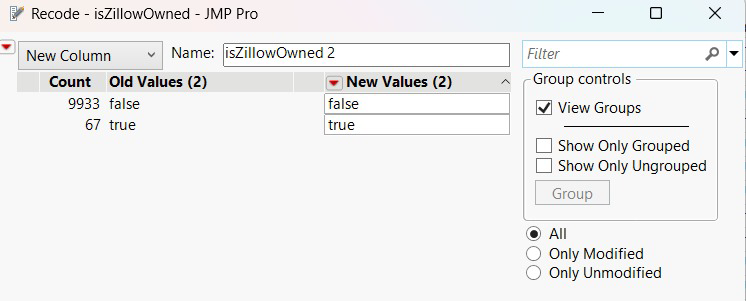 Recode - isZillowOwned - JMP Pro
New Column Name: isZillowOwned 2
Filter
Count Old Values (2) New Values (2)
9933 false false
67 true true
Group controls
View Groups
Show Only Grouped
Show Only Ungrouped
Group
All
Only Modified
Only Unmodified